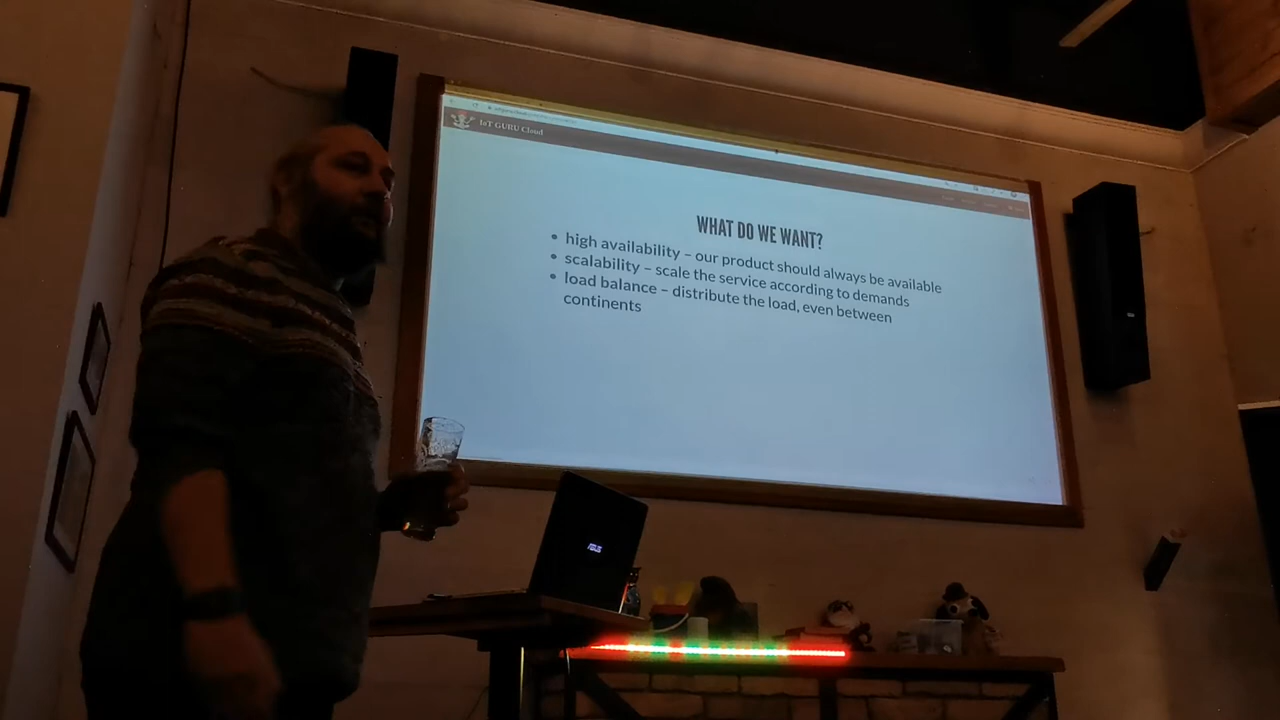 IoT GURU Cloud
WHAT DO WE WANT?
• high availability – our product should always be available
• scalability – scale the service according to demands
• load balance – distribute the load, even between
continents
ASUS